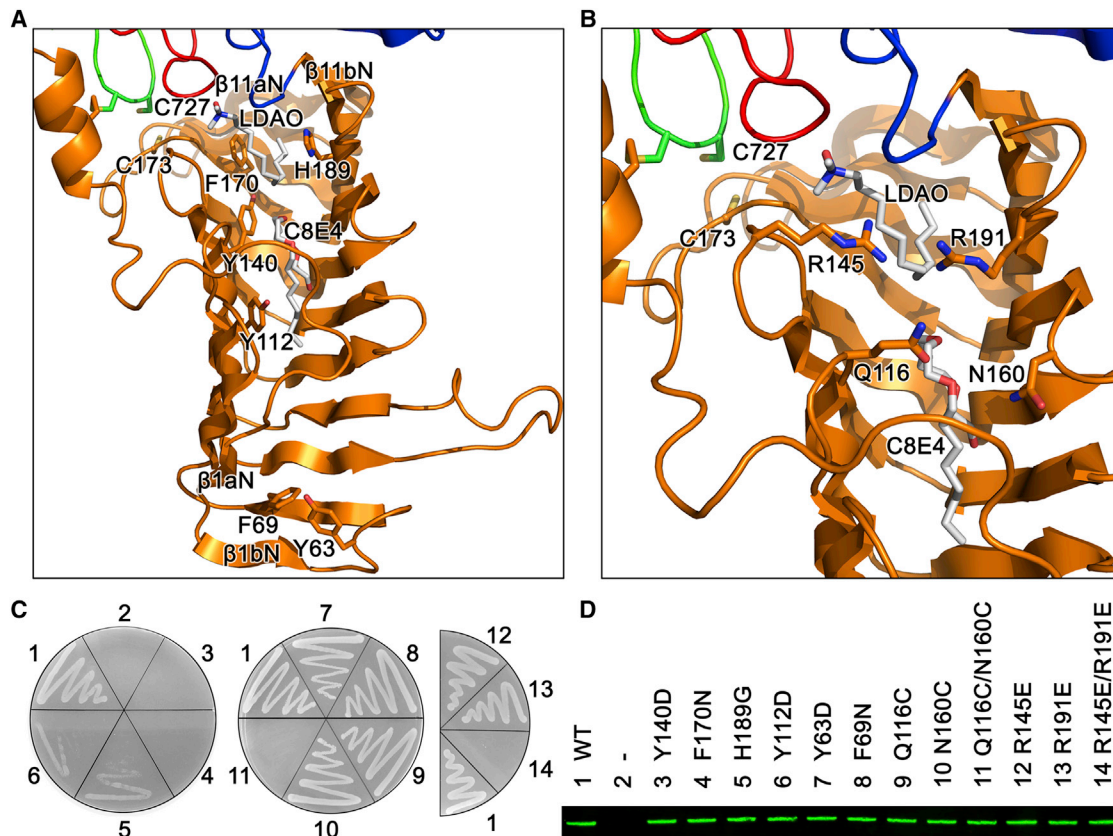 A
β11aN
β11bN
C727
LDAO
C173
F170
H189
C8E4
Y140
Y112
β1aN
F69
β1bN
Y63
B
C727
LDAO
C173
R191
R145
Q116
N160
C8E4
C
2
1
3
6
4
5
7
1
8
11
9
10
12
13
14
1
D
1 WT
2 -
3 Y140D
4 F170N
5 H189G
6 Y112D
7 Y63D
8 F69N
9 Q116C
10 N160C
11 Q116C/N160C
12 R145E
13 R191E
14 R145E/R191E